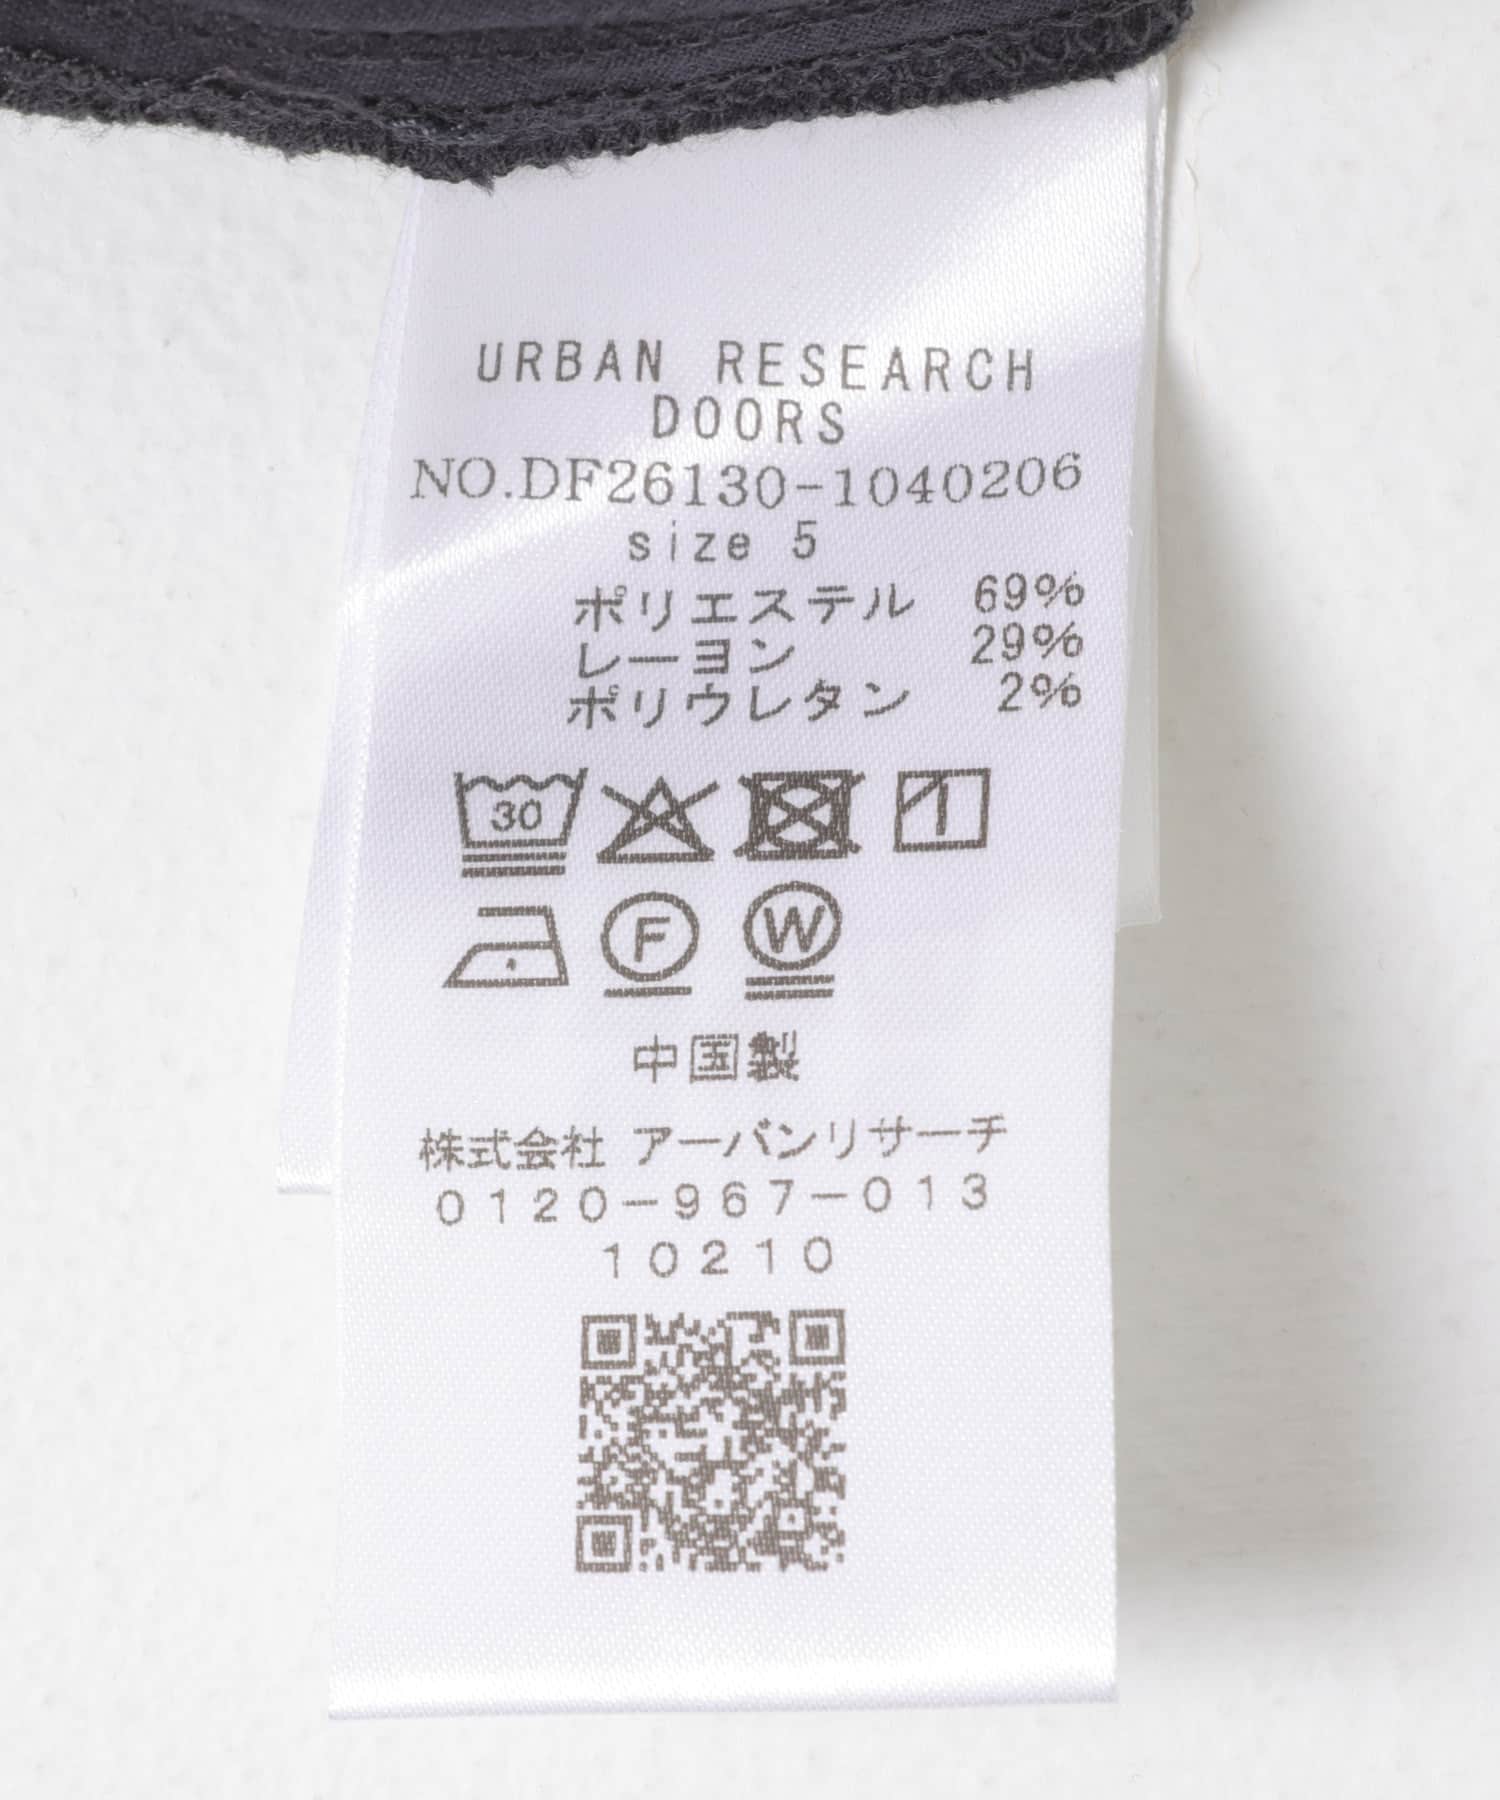 URBAN RESEARCH
DOORS
NO.DF26130-1040206
size 5
ポリエステル 69%
レーヨン 29%
ポリウレタン 2%
30
F W
中国製
株式会社 アーバンリサーチ
0120-967-013
10210